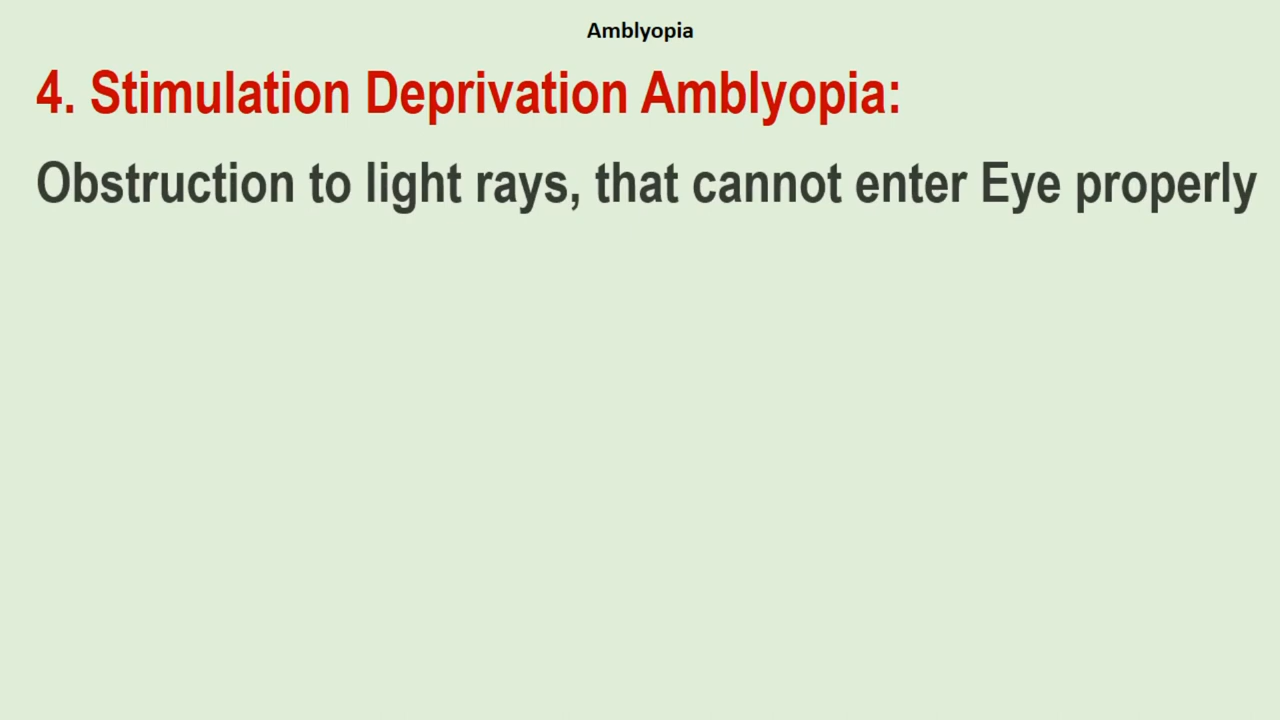 Amblyopia
4. Stimulation Deprivation Amblyopia:
Obstruction to light rays, that cannot enter Eye properly